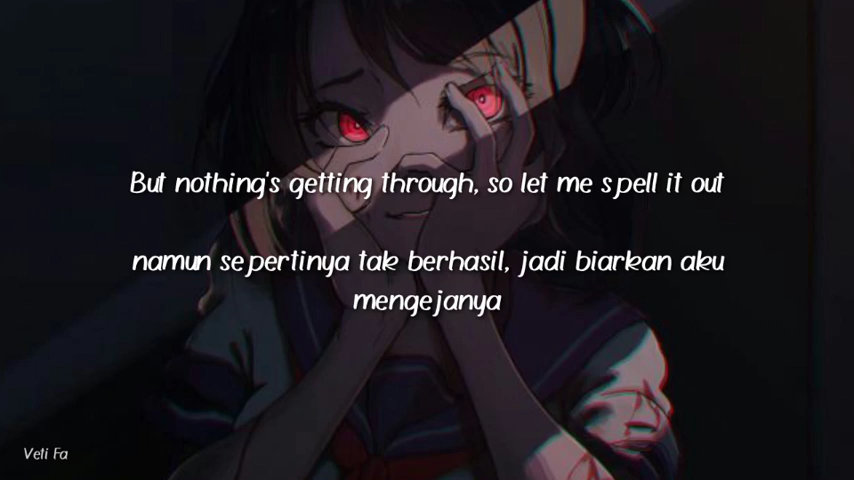 But nothing's getting through, so let me spell it out
namun sepertinya tak berhasil, jadi biarkan aku
mengejanya
Veti Fa